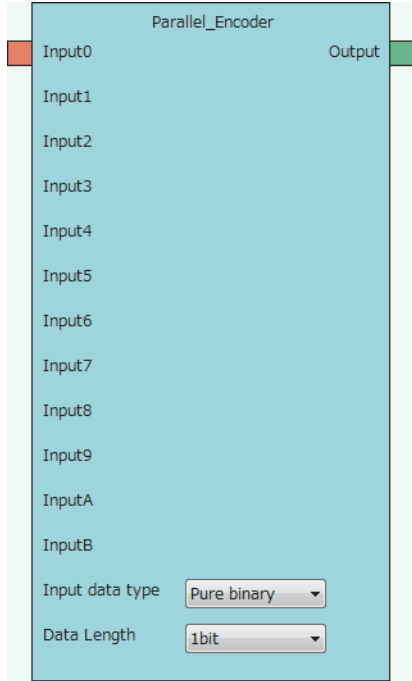 Parallel_Encoder
Input0 Output
Input1
Input2
Input3
Input4
Input5
Input6
Input7
Input8
Input9
InputA
InputB
Input data type Pure binary
Data Length 1bit